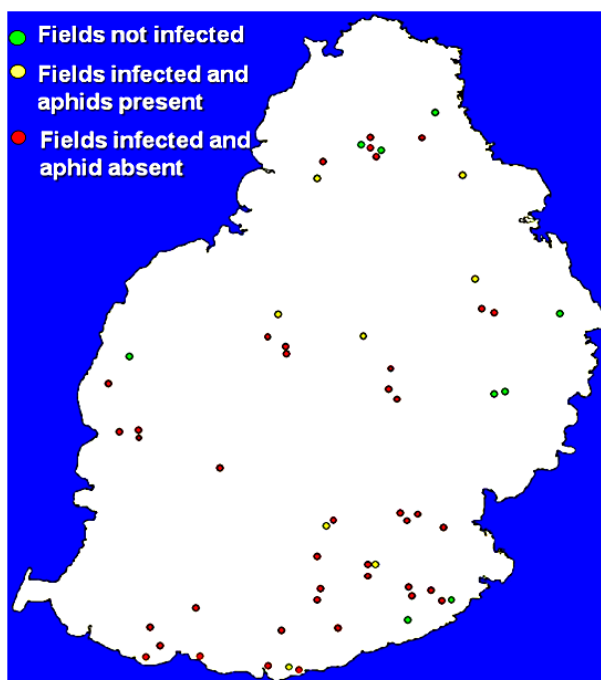 Fields not infected
Fields infected and
aphids present
Fields infected and
aphid absent